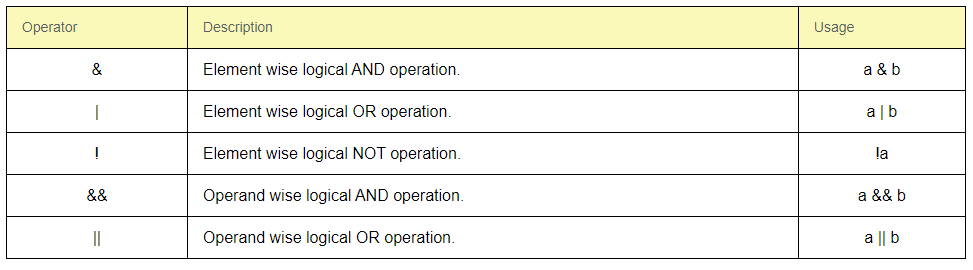 Operator Description Usage
& Element wise logical AND operation. a & b
| Element wise logical OR operation. a | b
! Element wise logical NOT operation. !a
&& Operand wise logical AND operation. a && b
|| Operand wise logical OR operation. a || b